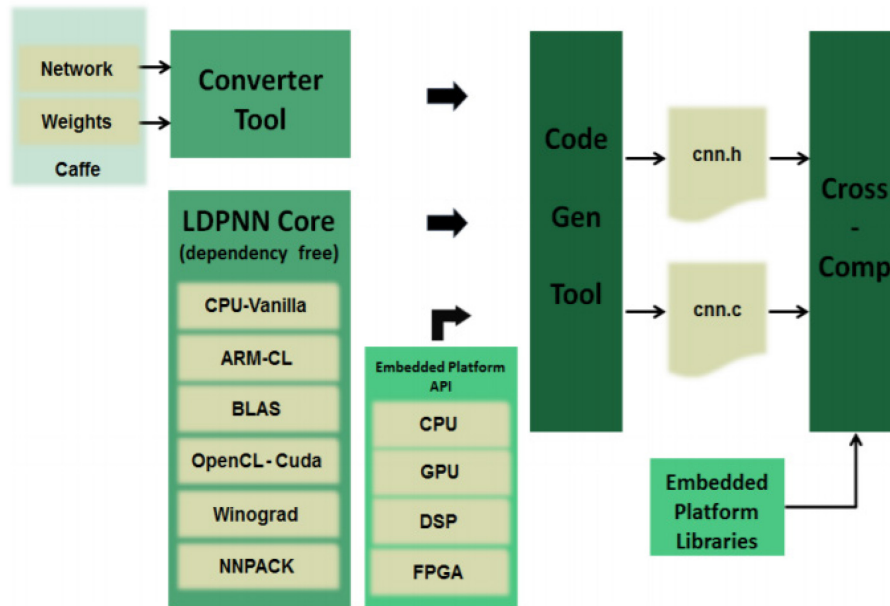 Network
Weights
Caffe
Converter
Tool
LDPNN Core
(dependency free)
CPU-Vanilla
ARM-CL
BLAS
OpenCL - Cuda
Winograd
NNPACK
Embedded Platform
API
CPU
GPU
DSP
FPGA
Code
Gen
Tool
cnn.h
cnn.c
Cross
-
Comp
Embedded
Platform
Libraries